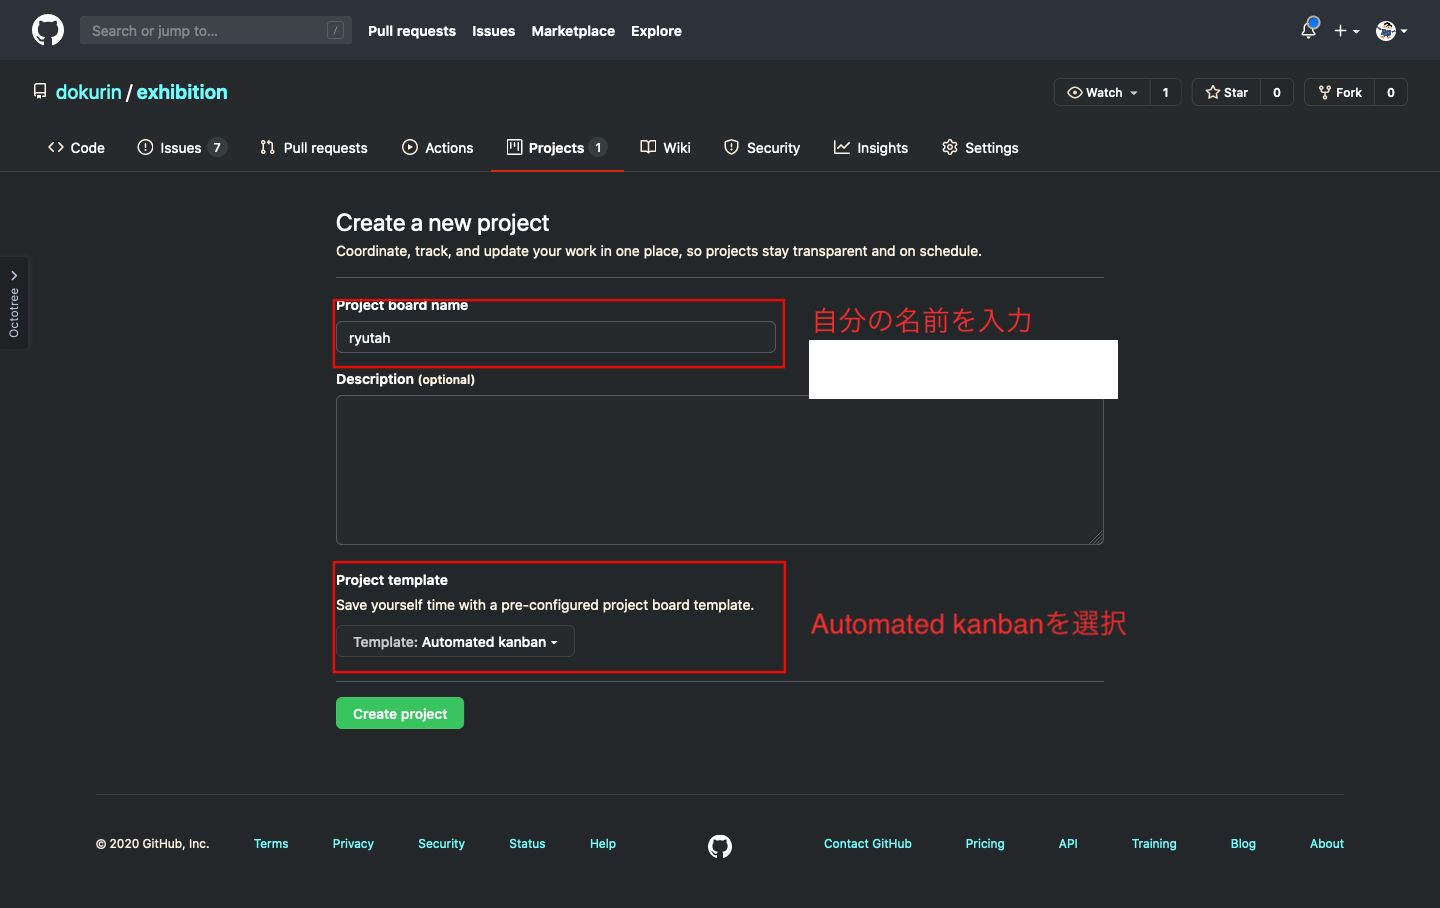 Search or jump to... /
Pull requests Issues Marketplace Explore
dokurin / exhibition
Watch 1 Star 0 Fork 0
Code Issues 7 Pull requests Actions Projects 1 Wiki Security Insights Settings
Octotree
Create a new project
Coordinate, track, and update your work in one place, so projects stay transparent and on schedule.
Project board name
自分の名前を入力
ryutah
Description (optional)
Project template
Save yourself time with a pre-configured project board template.
Automated kanbanを選択
Template: Automated kanban
Create project
© 2020 GitHub, Inc. Terms Privacy Security Status Help Contact GitHub Pricing API Training Blog About